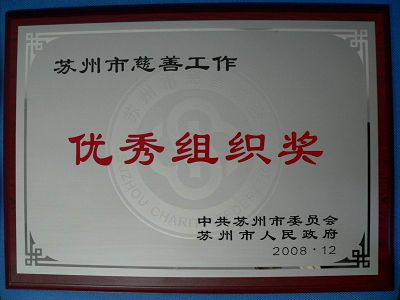 苏州市慈善工作
优秀组织奖
中共苏州市委员会
苏州市人民政府
2008·12